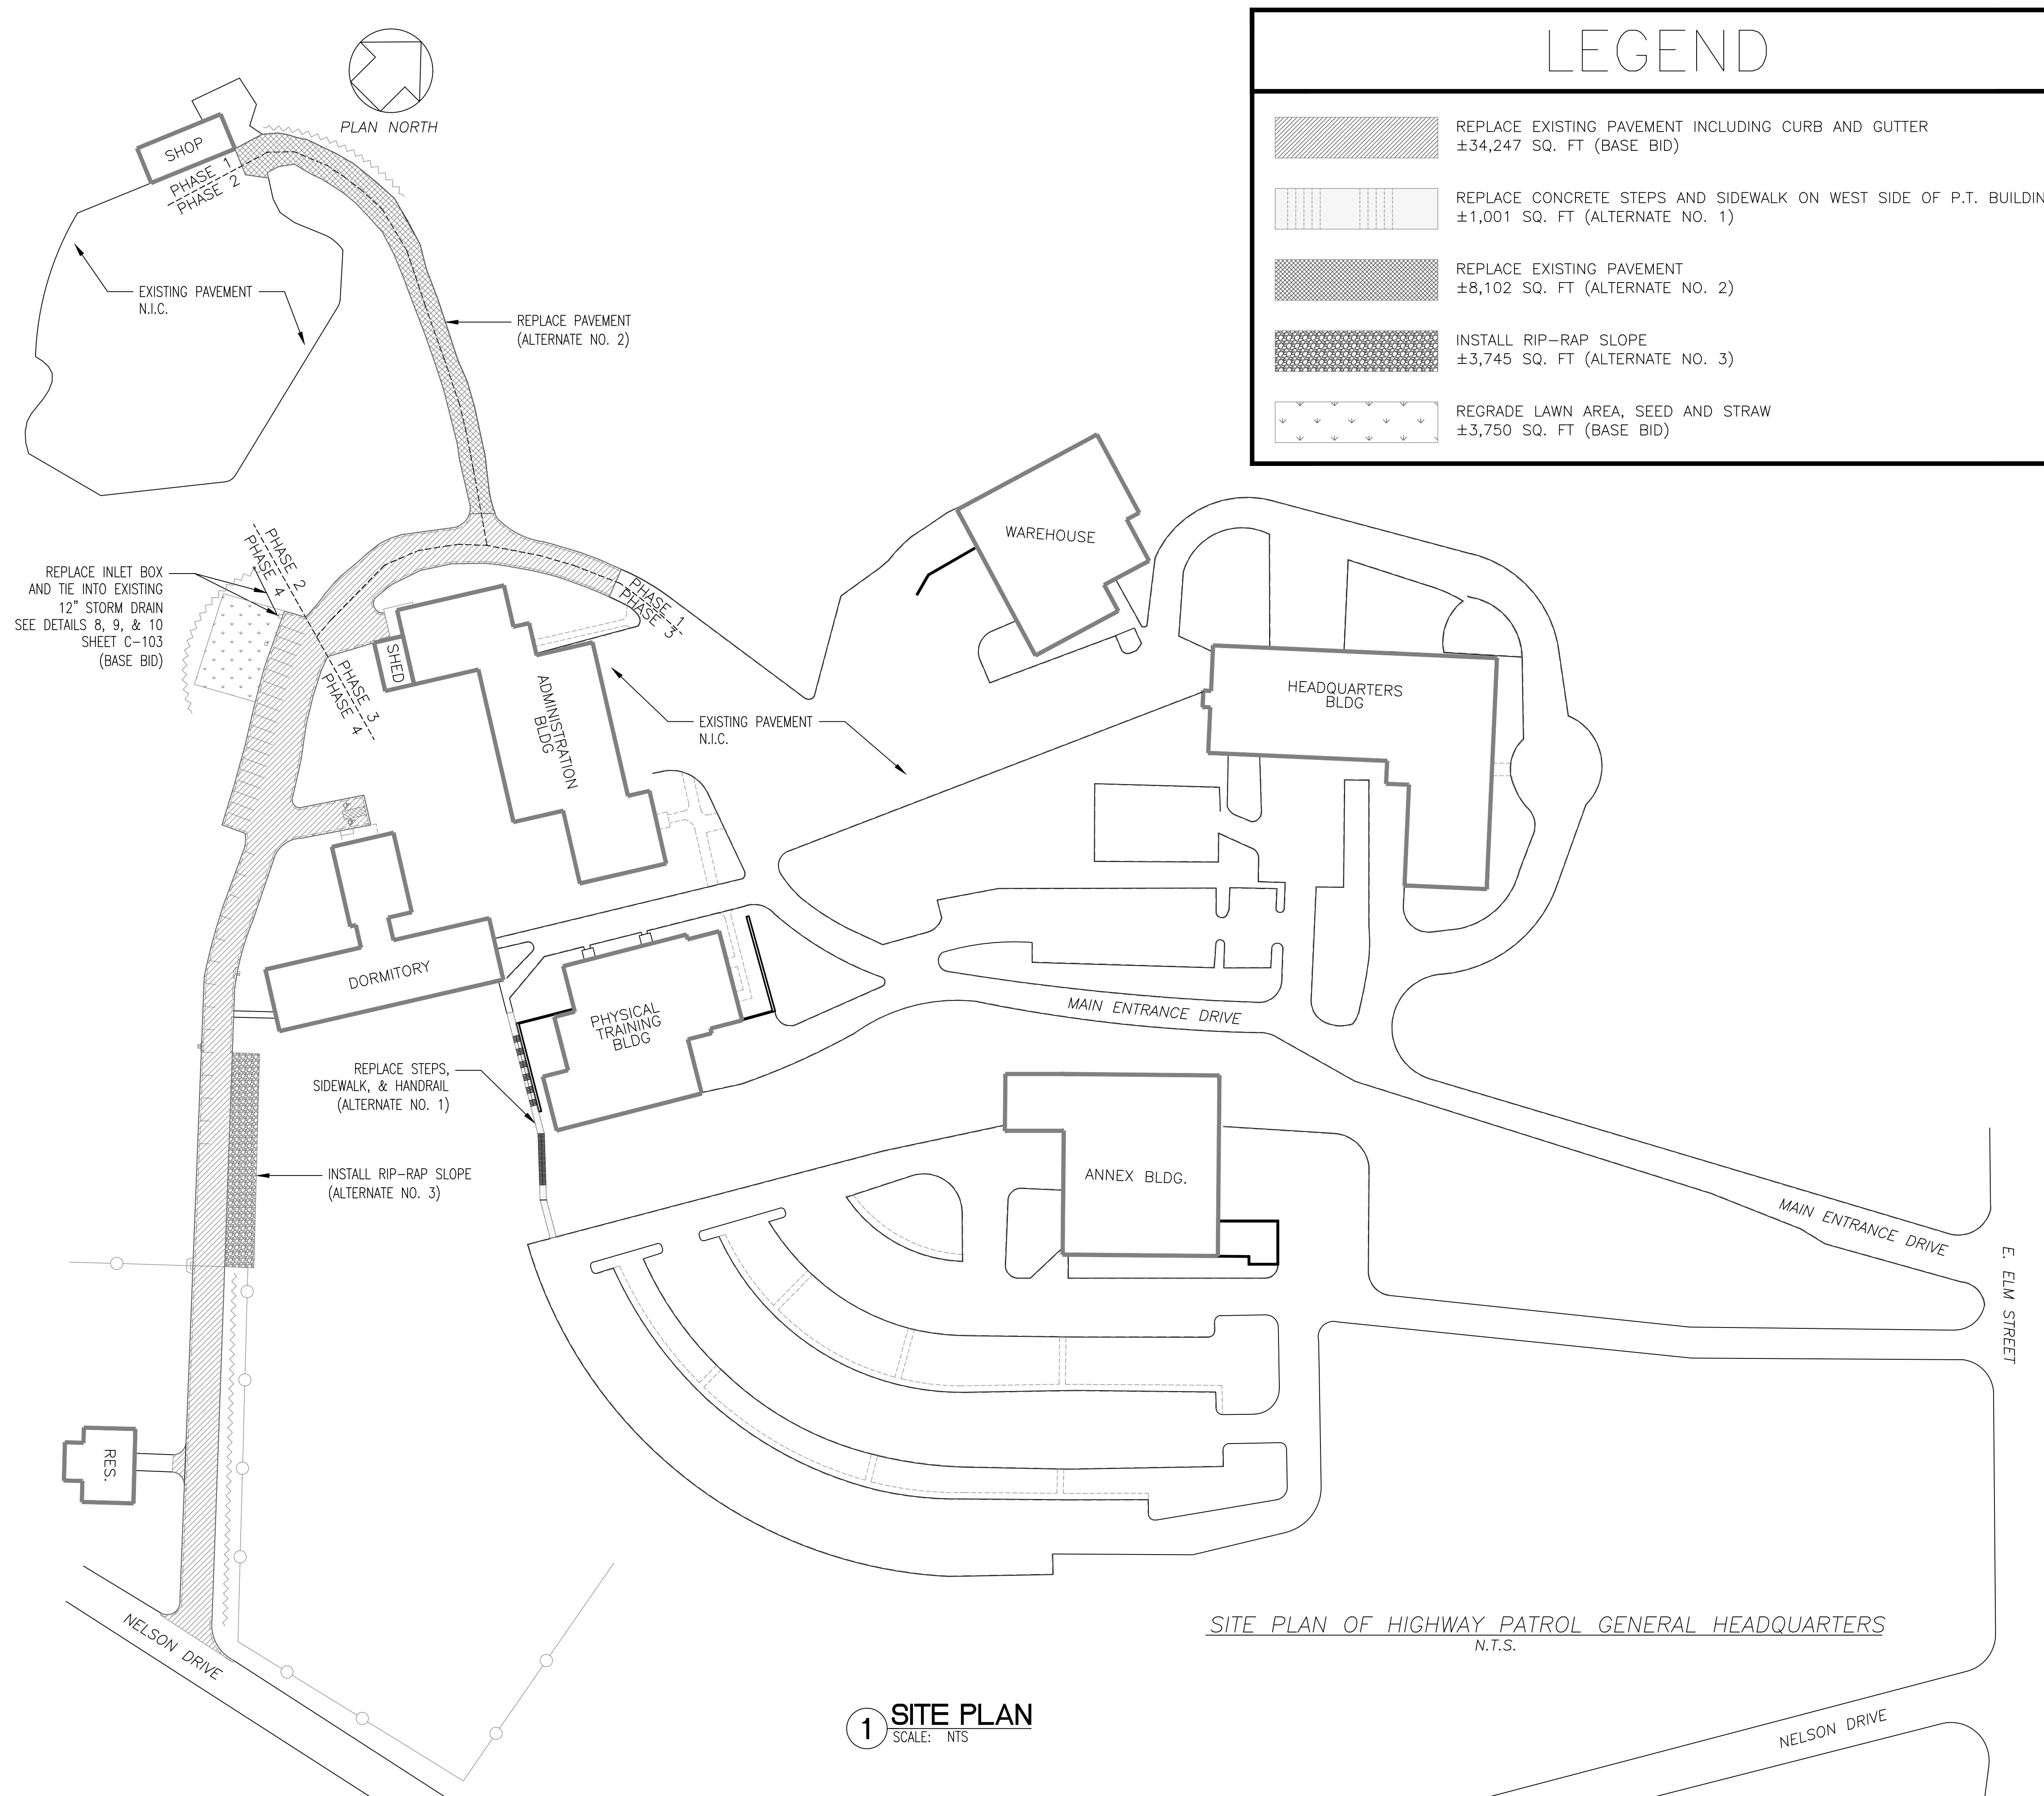 LEGEND
REPLACE EXISTING PAVEMENT INCLUDING CURB AND GUTTER
±34,247 SQ. FT (BASE BID)
REPLACE CONCRETE STEPS AND SIDEWALK ON WEST SIDE OF P.T. BUILDIN
±1,001 SQ. FT (ALTERNATE NO. 1)
REPLACE EXISTING PAVEMENT
±8,102 SQ. FT (ALTERNATE NO. 2)
INSTALL RIP-RAP SLOPE
±3,745 SQ. FT (ALTERNATE NO. 3)
REGRADE LAWN AREA, SEED AND STRAW
±3,750 SQ. FT (BASE BID)
PLAN NORTH
SHOP
PHASE 1
PHASE 2
EXISTING PAVEMENT
N.I.C.
REPLACE PAVEMENT
(ALTERNATE NO. 2)
PHASE 2
PHASE 4
REPLACE INLET BOX
AND TIE INTO EXISTING
12" STORM DRAIN
SEE DETAILS 8, 9, & 10
SHEET C-103
(BASE BID)
PHASE 1
PHASE 3
PHASE 3
PHASE 4
SHED
ADMINISTRATION
BLDG
WAREHOUSE
HEADQUARTERS
BLDG
EXISTING PAVEMENT
N.I.C.
DORMITORY
PHYSICAL
TRAINING
BLDG
MAIN ENTRANCE DRIVE
REPLACE STEPS,
SIDEWALK, & HANDRAIL
(ALTERNATE NO. 1)
INSTALL RIP-RAP SLOPE
(ALTERNATE NO. 3)
ANNEX BLDG.
MAIN ENTRANCE DRIVE
E. ELM STREET
RES.
NELSON DRIVE
SITE PLAN OF HIGHWAY PATROL GENERAL HEADQUARTERS
N.T.S.
1 SITE PLAN
SCALE: NTS
NELSON DRIVE